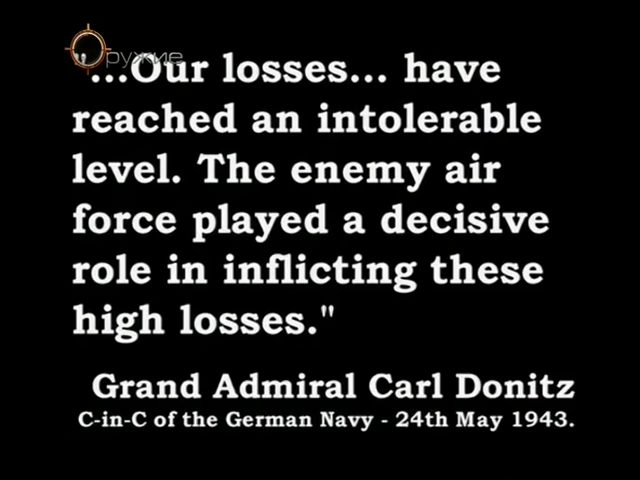 Оружие
"...Our losses... have
reached an intolerable
level. The enemy air
force played a decisive
role in inflicting these
high losses."
Grand Admiral Carl Donitz
C-in-C of the German Navy - 24th May 1943.